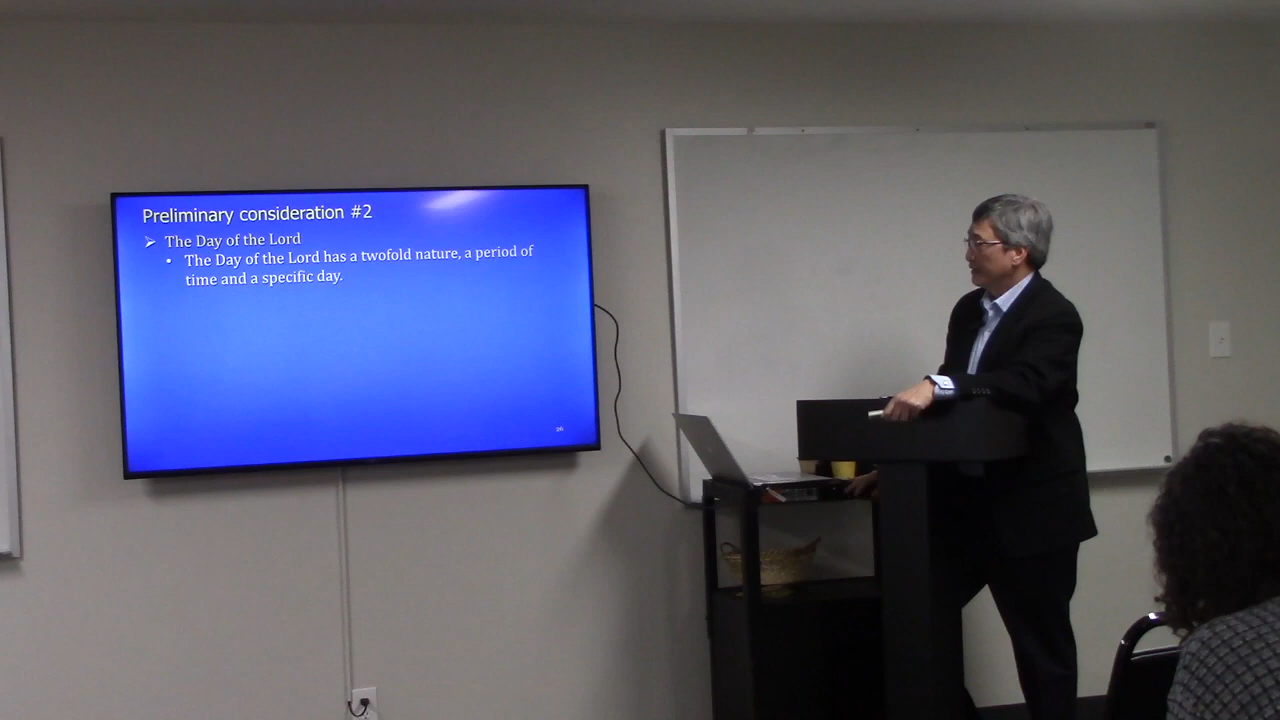 Preliminary consideration #2
➢ The Day of the Lord
• The Day of the Lord has a twofold nature, a period of
time and a specific day.
26